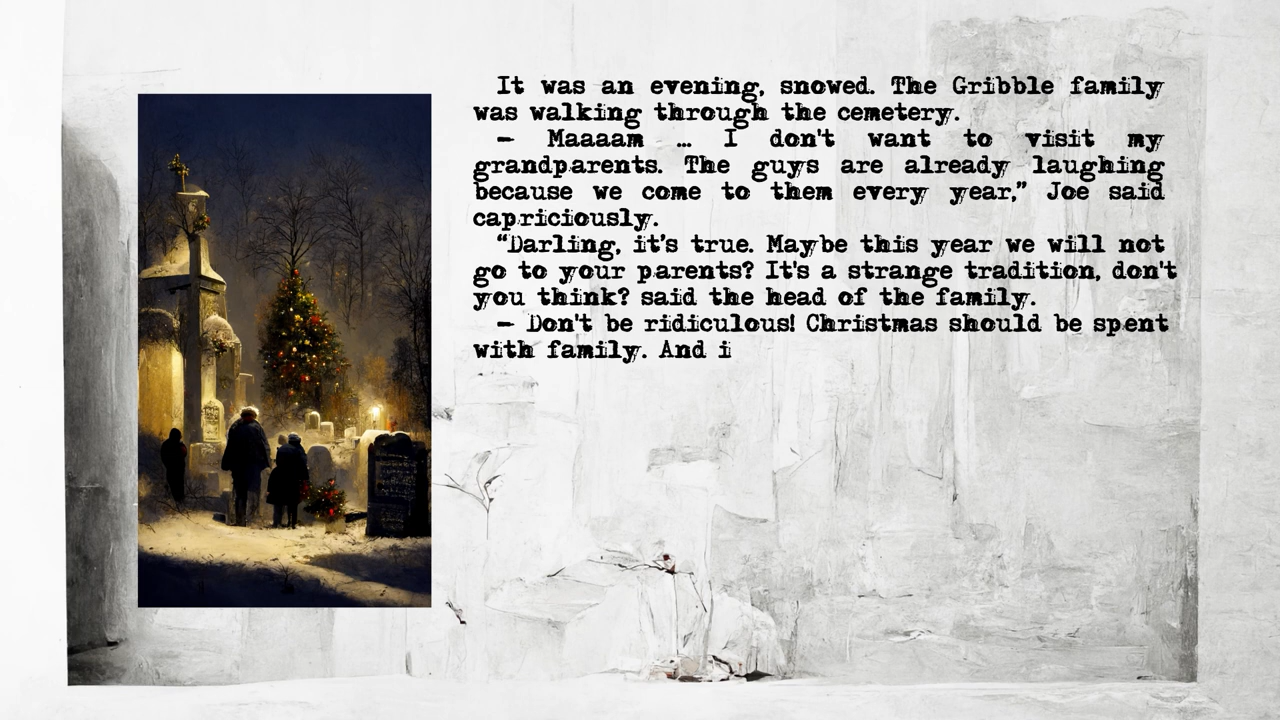 It was an evening, snowed. The Gribble family
was walking through the cemetery.
– Maaaam … I don't want to visit my
grandparents. The guys are already laughing
because we come to them every year,” Joe said
capriciously.
“Darling, it’s true. Maybe this year we will not
go to your parents? It's a strange tradition, don't
you think? said the head of the family.
– Don't be ridiculous! Christmas should be spent
with family. And i